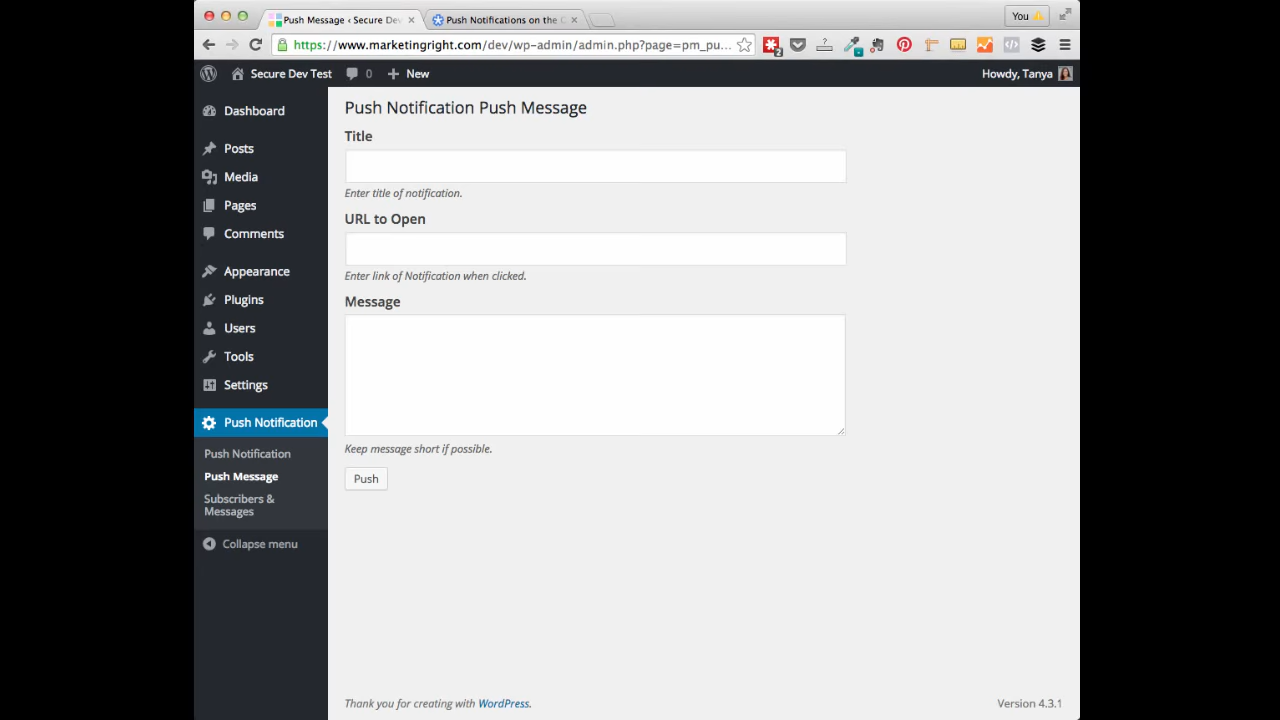 Push Message ‹ Secure Dev
Push Notifications on the C
You
https://www.marketingright.com/dev/wp-admin/admin.php?page=pm_pu...
2
Secure Dev Test
0
New
Howdy, Tanya
Dashboard
Posts
Media
Pages
Comments
Appearance
Plugins
Users
Tools
Settings
Push Notification
Push Notification
Push Message
Subscribers &
Messages
Collapse menu
Push Notification Push Message
Title
Enter title of notification.
URL to Open
Enter link of Notification when clicked.
Message
Keep message short if possible.
Push
Thank you for creating with WordPress.
Version 4.3.1